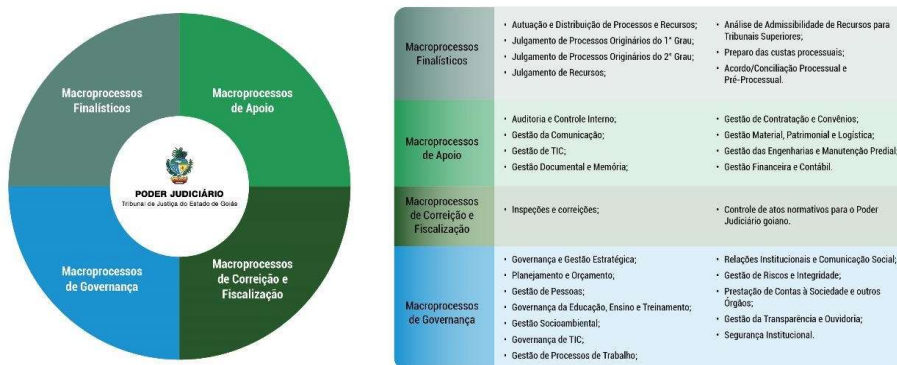 Macroprocessos
Finalísticos
Macroprocessos
de Apoio
PODER JUDICIÁRIO
Tribunal de Justiça do Estado de Goiás
Macroprocessos
de Governança
Macroprocessos
de Correição e
Fiscalização
Macroprocessos
Finalísticos
• Autuação e Distribuição de Processos e Recursos;
• Julgamento de Processos Originários do 1° Grau;
• Julgamento de Processos Originários do 2° Grau;
• Julgamento de Recursos;
• Análise de Admissibilidade de Recursos para
Tribunais Superiores;
• Preparo das custas processuais;
• Acordo/Conciliação Processual e
Pré-Processual.
Macroprocessos
de Apoio
• Auditoria e Controle Interno;
• Gestão da Comunicação;
• Gestão de TIC;
• Gestão Documental e Memória;
• Gestão de Contratação e Convênios;
• Gestão Material, Patrimonial e Logística;
• Gestão das Engenharias e Manutenção Predial;
• Gestão Financeira e Contábil.
Macroprocessos
de Correição e
Fiscalização
• Inspeções e correições;
• Controle de atos normativos para o Poder
Judiciário goiano.
Macroprocessos
de Governança
• Governança e Gestão Estratégica;
• Planejamento e Orçamento;
• Gestão de Pessoas;
• Governança da Educação, Ensino e Treinamento;
• Gestão Socioambiental;
• Governança de TIC;
• Gestão de Processos de Trabalho;
• Relações Institucionais e Comunicação Social;
• Gestão de Riscos e Integridade;
• Prestação de Contas à Sociedade e outros
Órgãos;
• Gestão da Transparência e Ouvidoria;
• Segurança Institucional.